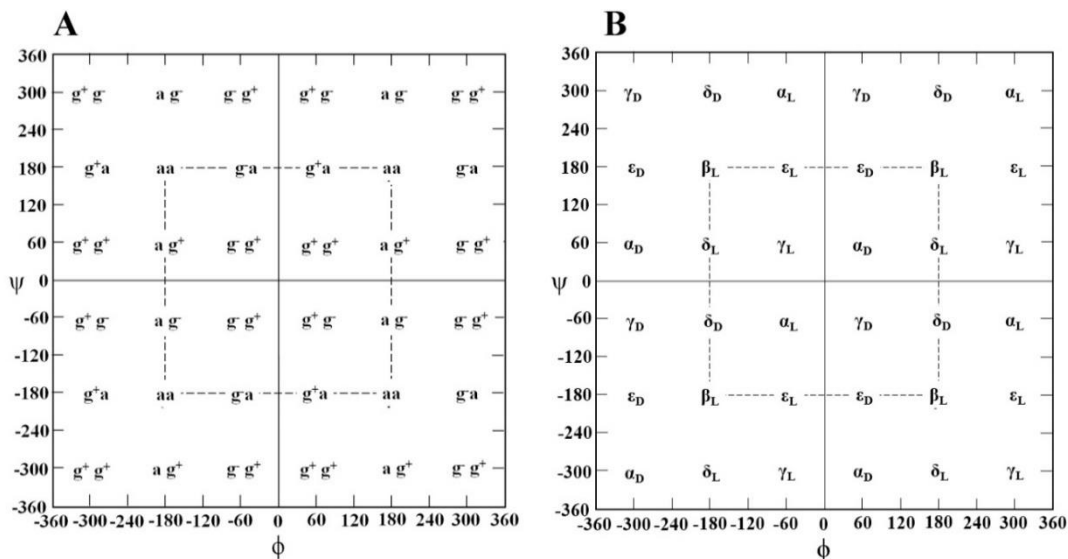 A
360
300 g⁺ g⁻ a g⁻ g⁻ g⁺ g⁺ g⁻ a g⁻ g⁻ g⁺
240
180 g⁺a aa g⁻a g⁺a aa g⁻a
120
60 g⁺ g⁺ a g⁺ g⁻ g⁺ g⁺ g⁺ a g⁺ g⁻ g⁺
ψ 0
-60 g⁺ g⁻ a g⁻ g⁻ g⁺ g⁺ g⁻ a g⁻ g⁻ g⁺
-120
-180 g⁺a aa g⁻a g⁺a aa g⁻a
-240
-300 g⁺ g⁺ a g⁺ g⁻ g⁺ g⁺ g⁺ a g⁺ g⁻ g⁺
-360
-360 -300 -240 -180 -120 -60 0 60 120 180 240 300 360
ϕ
B
360
300 γD δD αL γD δD αL
240
180 εD βL εL εD βL εL
120
60 αD δL γL αD δL γL
ψ 0
-60 γD δD αL γD δD αL
-120
-180 εD βL εL εD βL εL
-240
-300 αD δL γL αD δL γL
-360
-360 -300 -240 -180 -120 -60 0 60 120 180 240 300 360
ϕ